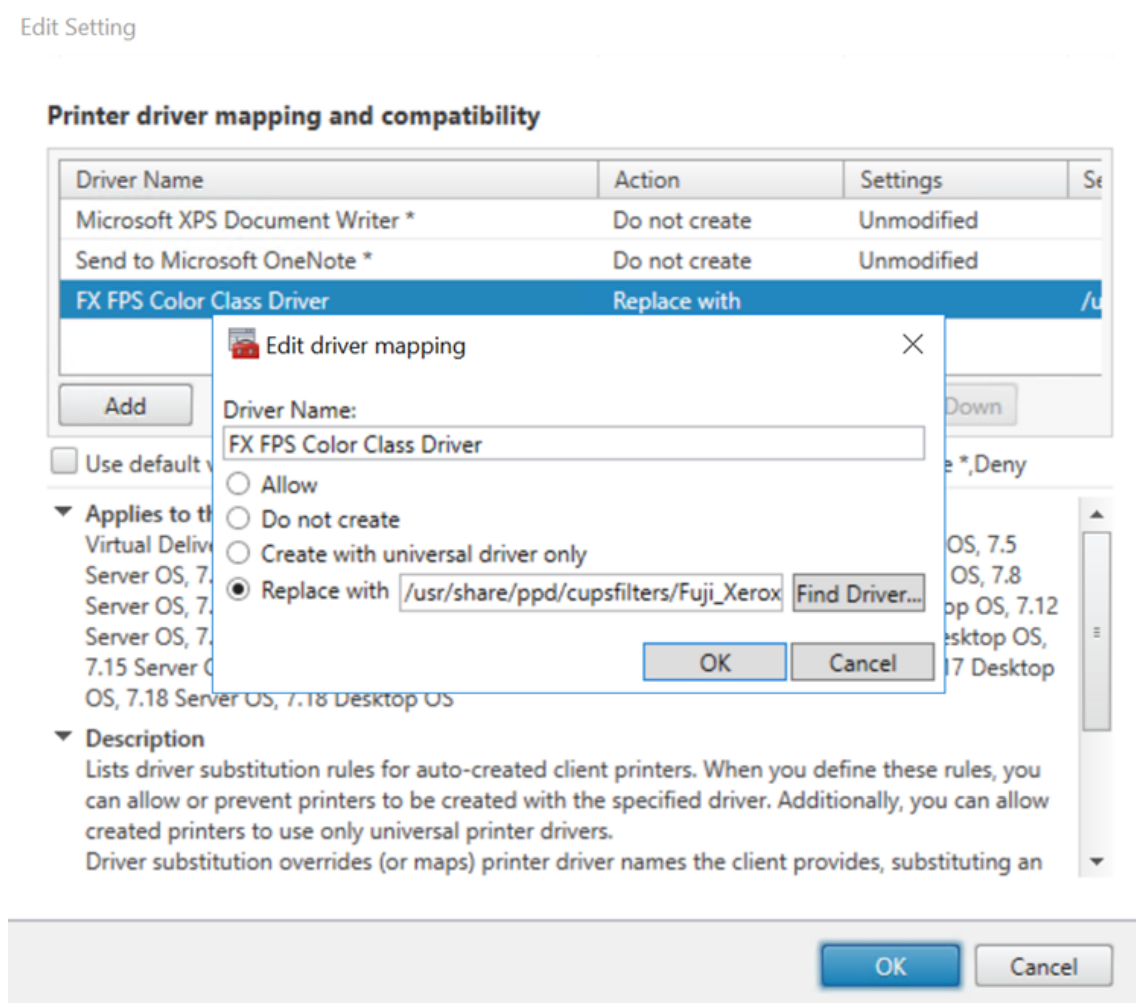 Edit Setting
Printer driver mapping and compatibility
Driver Name Action Settings
Microsoft XPS Document Writer * Do not create Unmodified
Send to Microsoft OneNote * Do not create Unmodified
FX FPS Color Class Driver Replace with
Edit driver mapping
Add Down
Driver Name:
FX FPS Color Class Driver
Use default *,Deny
Allow
Applies to
Do not create
Virtual OS, 7.5
Create with universal driver only
Server OS, OS, 7.8
Replace with /usr/share/ppd/cupsfilters/Fuji_Xerox Find Driver...
Server OS, OS, 7.12
Server OS, OS,
OK Cancel
7.15 Server Desktop
OS, 7.18 Server OS, 7.18 Desktop OS
Description
Lists driver substitution rules for auto-created client printers. When you define these rules, you
can allow or prevent printers to be created with the specified driver. Additionally, you can allow
created printers to use only universal printer drivers.
Driver substitution overrides (or maps) printer driver names the client provides, substituting an
OK Cancel